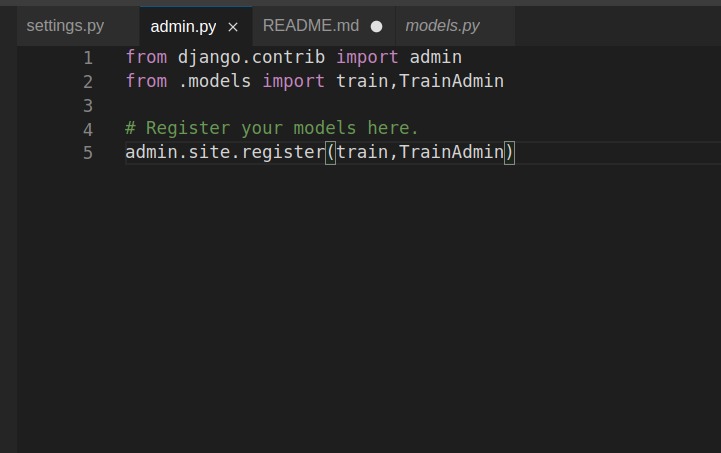 settings.py admin.py × README.md models.py
1 from django.contrib import admin
2 from .models import train,TrainAdmin
3
4 # Register your models here.
5 admin.site.register(train,TrainAdmin)